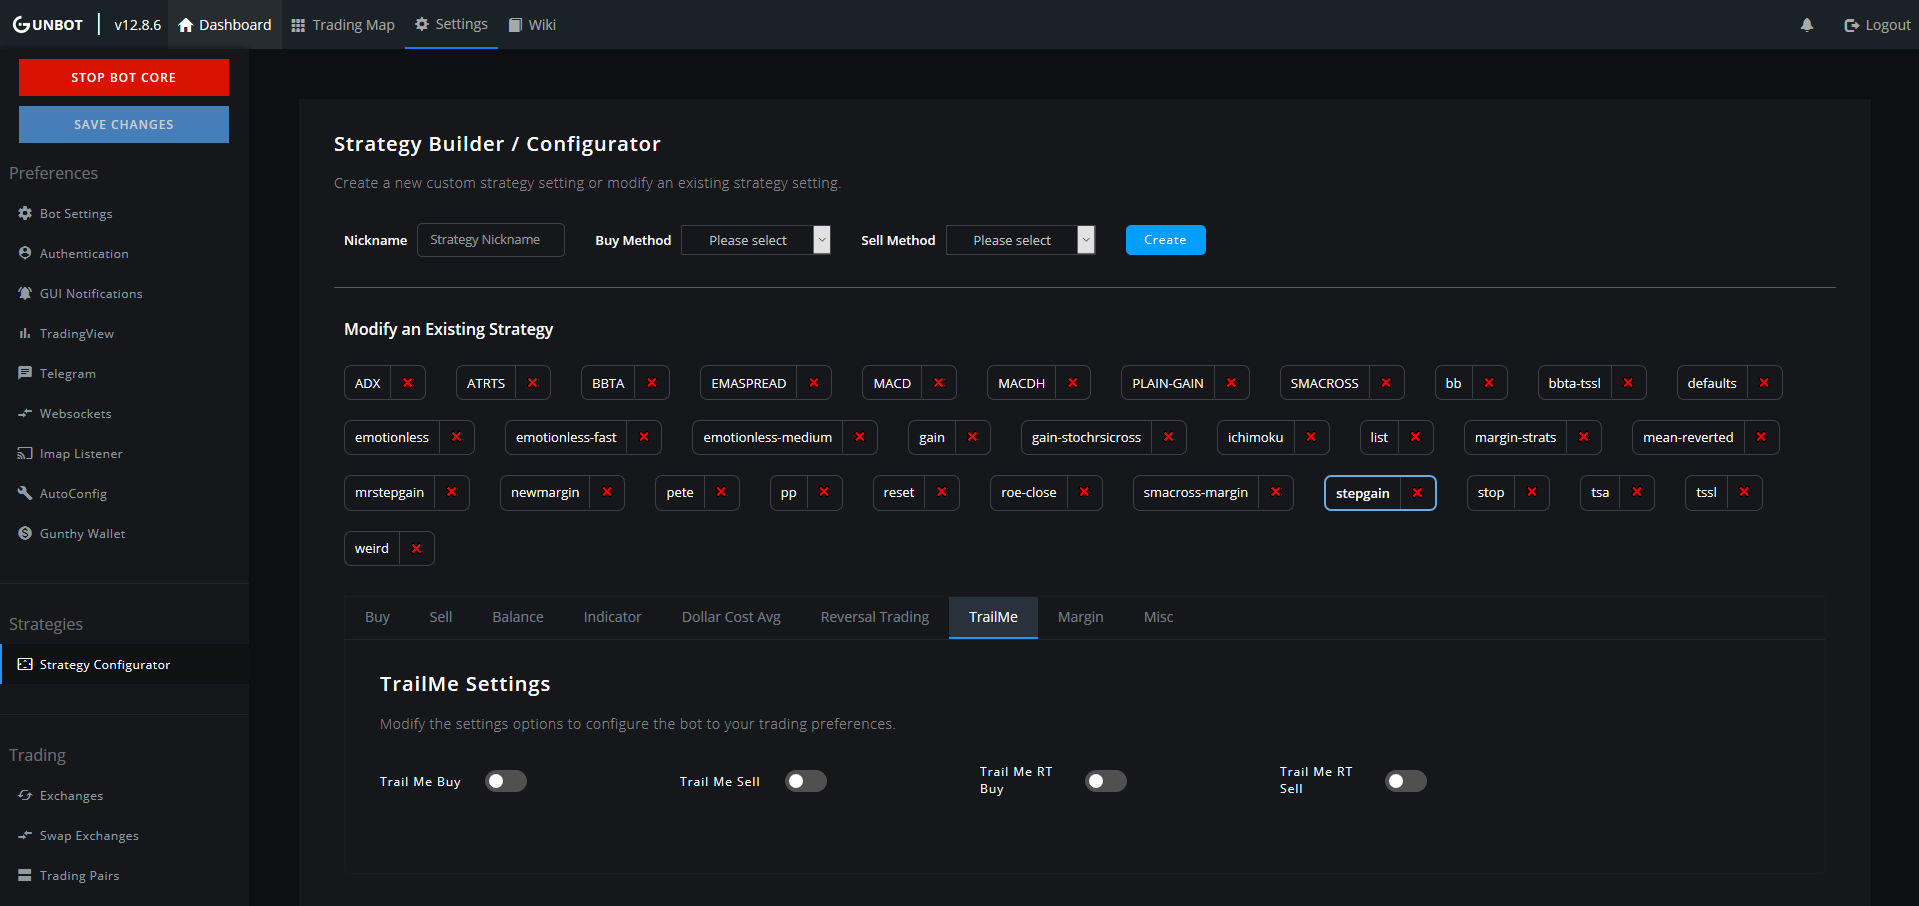 GUNBOT
v12.8.6
Dashboard
Trading Map
Settings
Wiki
Logout
STOP BOT CORE
SAVE CHANGES
Preferences
Bot Settings
Authentication
GUI Notifications
TradingView
Telegram
Websockets
Imap Listener
AutoConfig
Gunthy Wallet
Strategies
Strategy Configurator
Trading
Exchanges
Swap Exchanges
Trading Pairs
Strategy Builder / Configurator
Create a new custom strategy setting or modify an existing strategy setting.
Nickname
Strategy Nickname
Buy Method
Please select
Sell Method
Please select
Create
Modify an Existing Strategy
ADX
ATRTS
BBTA
EMASPREAD
MACD
MACDH
PLAIN-GAIN
SMACROSS
bb
bbta-tssl
defaults
emotionless
emotionless-fast
emotionless-medium
gain
gain-stochrsicross
ichimoku
list
margin-strats
mean-reverted
mrstepgain
newmargin
pete
pp
reset
roe-close
smacross-margin
stepgain
stop
tsa
tssl
weird
Buy
Sell
Balance
Indicator
Dollar Cost Avg
Reversal Trading
TrailMe
Margin
Misc
TrailMe Settings
Modify the settings options to configure the bot to your trading preferences.
Trail Me Buy
Trail Me Sell
Trail Me RT
Buy
Trail Me RT
Sell